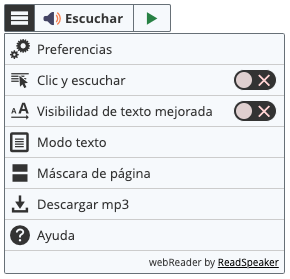 Escuchar
Preferencias
Clic y escuchar
Visibilidad de texto mejorada
Modo texto
Máscara de página
Descargar mp3
Ayuda
webReader by ReadSpeaker